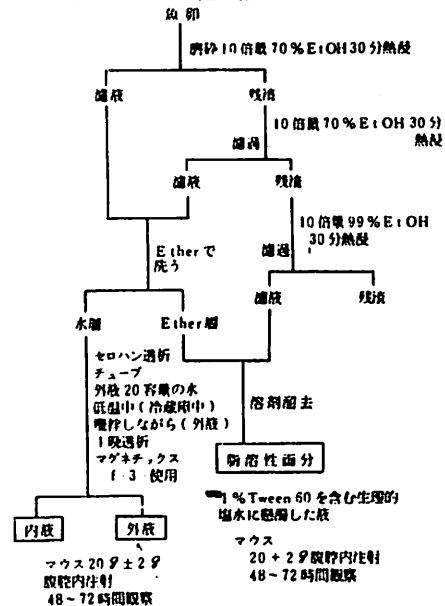 魚卵
磨砕10倍量70%EtOH30分熱浸
濾液
残渣
10倍量70%EtOH30分
熱浸
濾過
濾液
残渣
10倍量99%EtOH
30分熱浸
濾過
Etherで
洗う
濾液
残渣
水層
Ether層
セロハン透析
チューブ
外液20容量の水
低温中(冷蔵庫中)
攪拌しながら(外液)
1晩透析
マグネチックス
使用
溶剤溜去
脂溶性画分
1%Tween 60を含む生理的
塩水に懸濁した液
内液
外液
マウス
20±2g腹腔内注射
48~72時間観察
マウス20g±2g
腹腔内注射
48~72時間観察